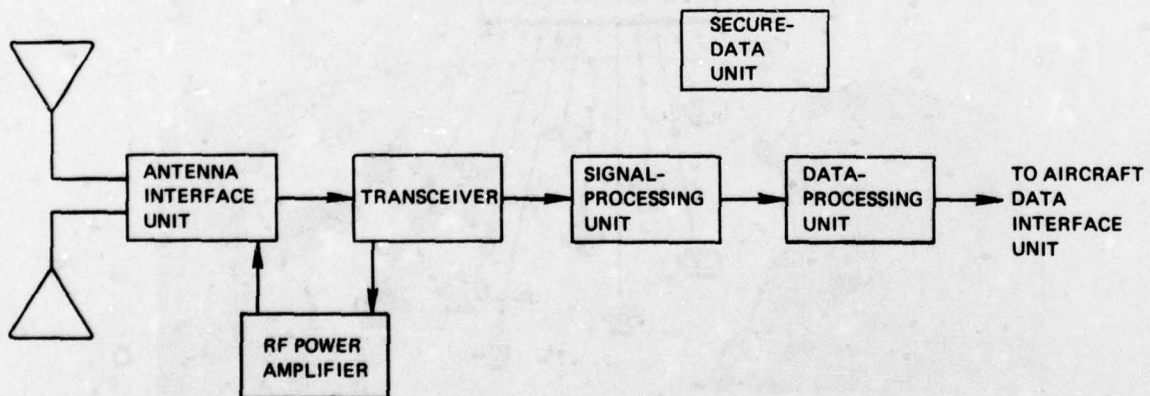 SECURE-
DATA
UNIT
ANTENNA
INTERFACE
UNIT
TRANSCEIVER
SIGNAL-
PROCESSING
UNIT
DATA-
PROCESSING
UNIT
TO AIRCRAFT
DATA
INTERFACE
UNIT
RF POWER
AMPLIFIER